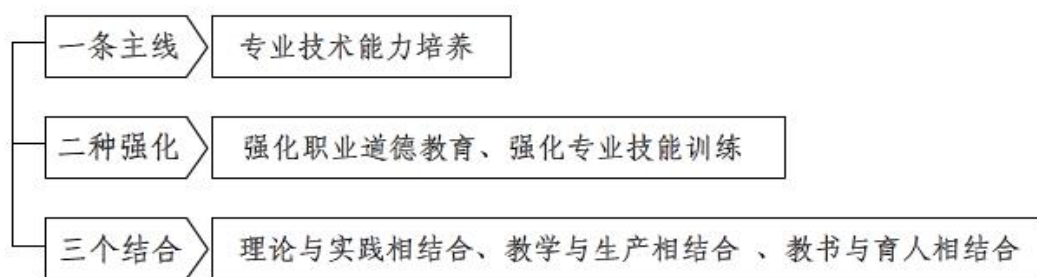 一条主线 专业技术能力培养
二种强化 强化职业道德教育、强化专业技能训练
三个结合 理论与实践相结合、教学与生产相结合 、教书与育人相结合